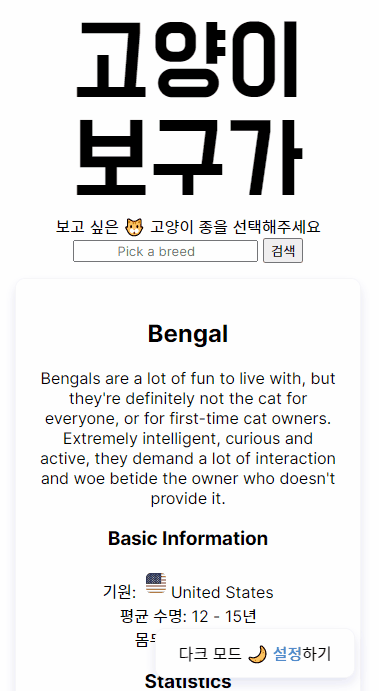 고양이
보구가
보고 싶은 🐱 고양이 종을 선택해주세요
Pick a breed 검색
Bengal
Bengals are a lot of fun to live with, but
they're definitely not the cat for
everyone, or for first-time cat owners.
Extremely intelligent, curious and
active, they demand a lot of interaction
and woe betide the owner who doesn't
provide it.
Basic Information
기원: United States
평균 수명: 12 - 15년
다크 모드 🌙 설정하기
Statistics